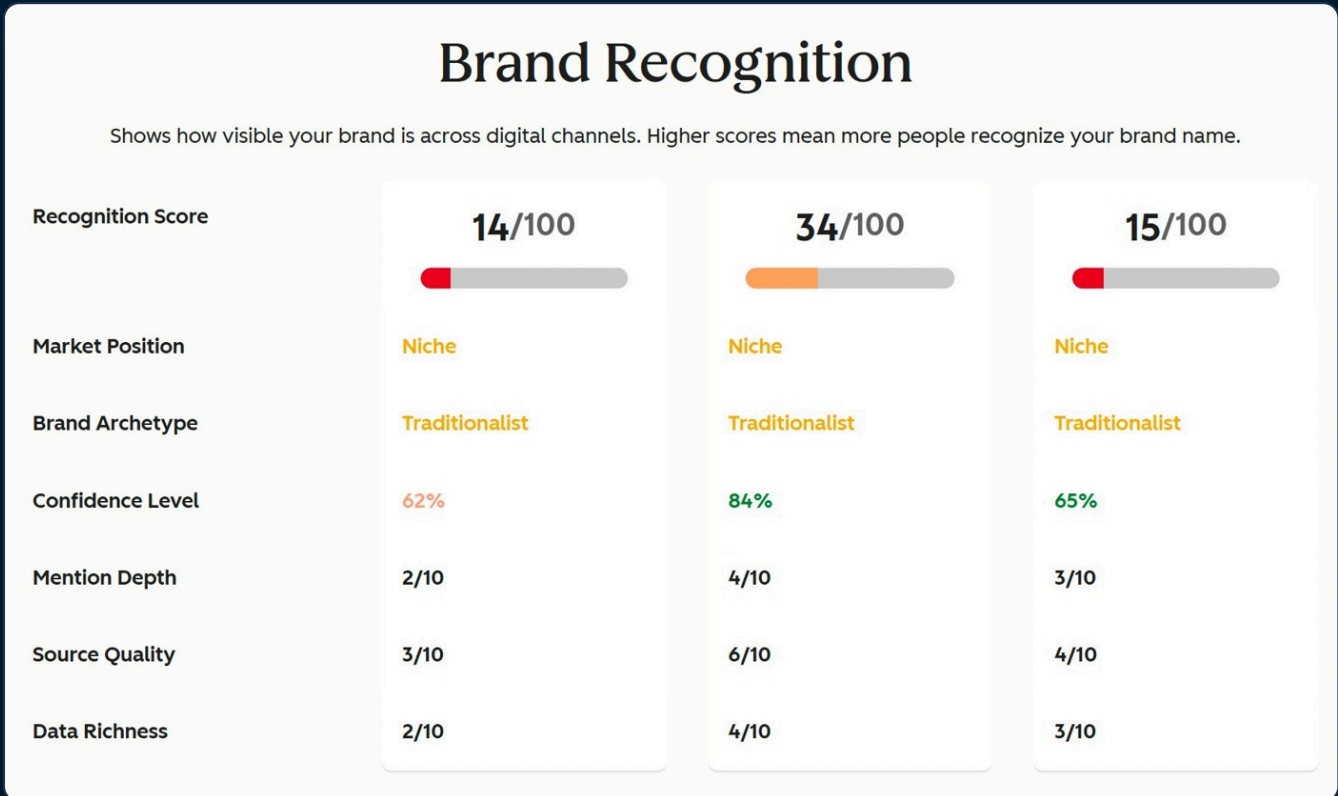 Brand Recognition
Shows how visible your brand is across digital channels. Higher scores mean more people recognize your brand name.
Recognition Score 14/100 34/100 15/100
Market Position Niche Niche Niche
Brand Archetype Traditionalist Traditionalist Traditionalist
Confidence Level 62% 84% 65%
Mention Depth 2/10 4/10 3/10
Source Quality 3/10 6/10 4/10
Data Richness 2/10 4/10 3/10